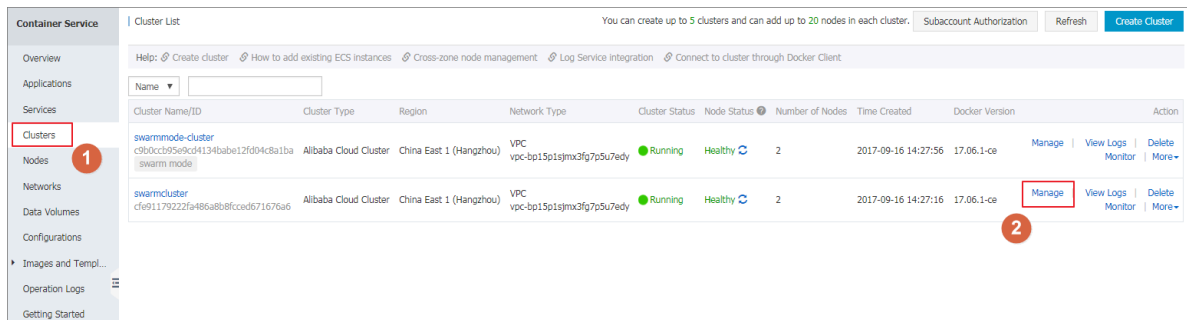 Container Service
Overview
Applications
Services
Clusters
1
Nodes
Networks
Data Volumes
Configurations
Images and Templ...
Operation Logs
Getting Started
Cluster List
You can create up to 5 clusters and can add up to 20 nodes in each cluster.
Subaccount Authorization
Refresh
Create Cluster
Help: Create cluster How to add existing ECS instances Cross-zone node management Log Service integration Connect to cluster through Docker Client
Name
Cluster Name/ID Cluster Type Region Network Type Cluster Status Node Status Number of Nodes Time Created Docker Version Action
swarmmode-cluster
c9b0ccb95e9cd4134babe12fd04c8a1ba
swarm mode
Alibaba Cloud Cluster China East 1 (Hangzhou)
VPC
vpc-bp15p1sjmx3fg7p5u7edy
Running Healthy 2 2017-09-16 14:27:56 17.06.1-ce
Manage | View Logs | Delete
Monitor | More
swarmcluster
cfe91179222fa486a8b8fcced671676a6
Alibaba Cloud Cluster China East 1 (Hangzhou)
VPC
vpc-bp15p1sjmx3fg7p5u7edy
Running Healthy 2 2017-09-16 14:27:16 17.06.1-ce
Manage | View Logs | Delete
Monitor | More
2